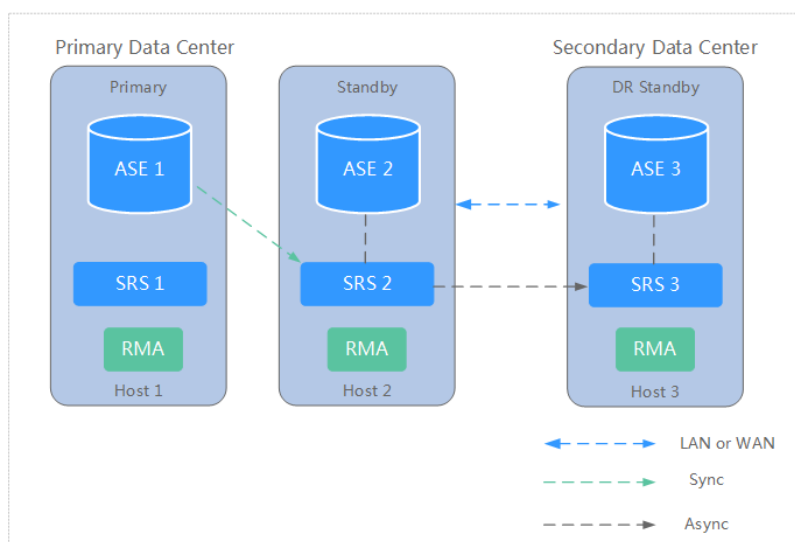 Primary Data Center
Secondary Data Center
Primary
Standby
DR Standby
ASE 1
ASE 2
ASE 3
SRS 1
SRS 2
SRS 3
RMA
RMA
RMA
Host 1
Host 2
Host 3
LAN or WAN
Sync
Async